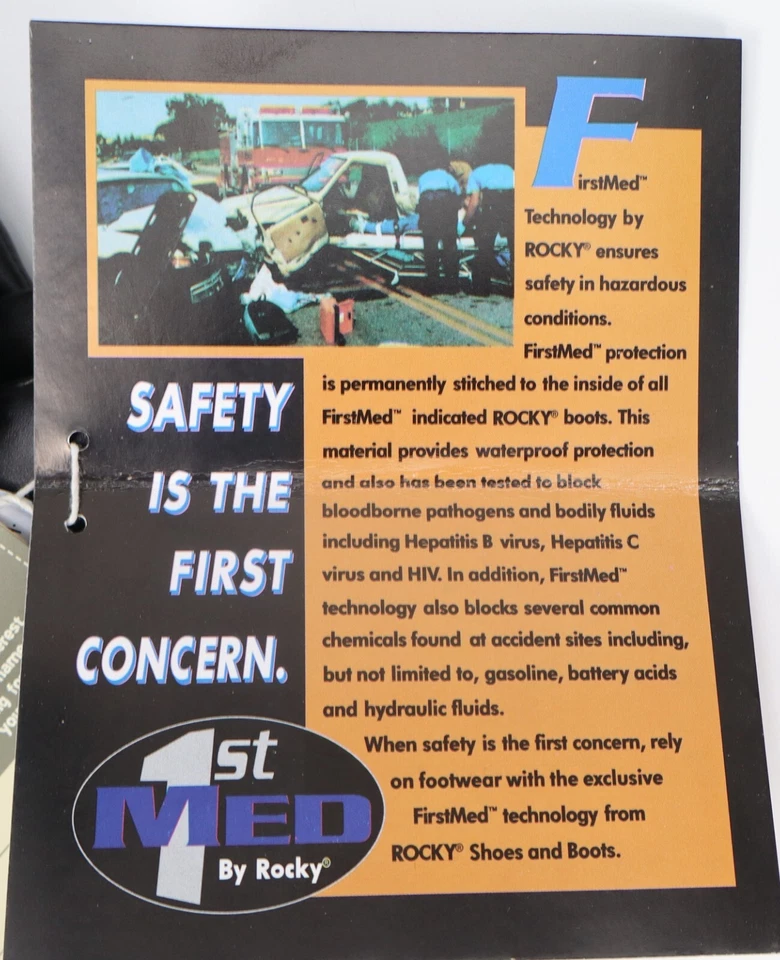 FirstMed™
Technology by
ROCKY® ensures
safety in hazardous
conditions.
FirstMed™ protection
is permanently stitched to the inside of all
FirstMed™ indicated ROCKY® boots. This
material provides waterproof protection
and also has been tested to block
bloodborne pathogens and bodily fluids
including Hepatitis B virus, Hepatitis C
virus and HIV. In addition, FirstMed™
technology also blocks several common
chemicals found at accident sites including,
but not limited to, gasoline, battery acids
and hydraulic fluids.
When safety is the first concern, rely
on footwear with the exclusive
FirstMed™ technology from
ROCKY® Shoes and Boots.
SAFETY
IS THE
FIRST
CONCERN.
1st
MED
By Rocky®